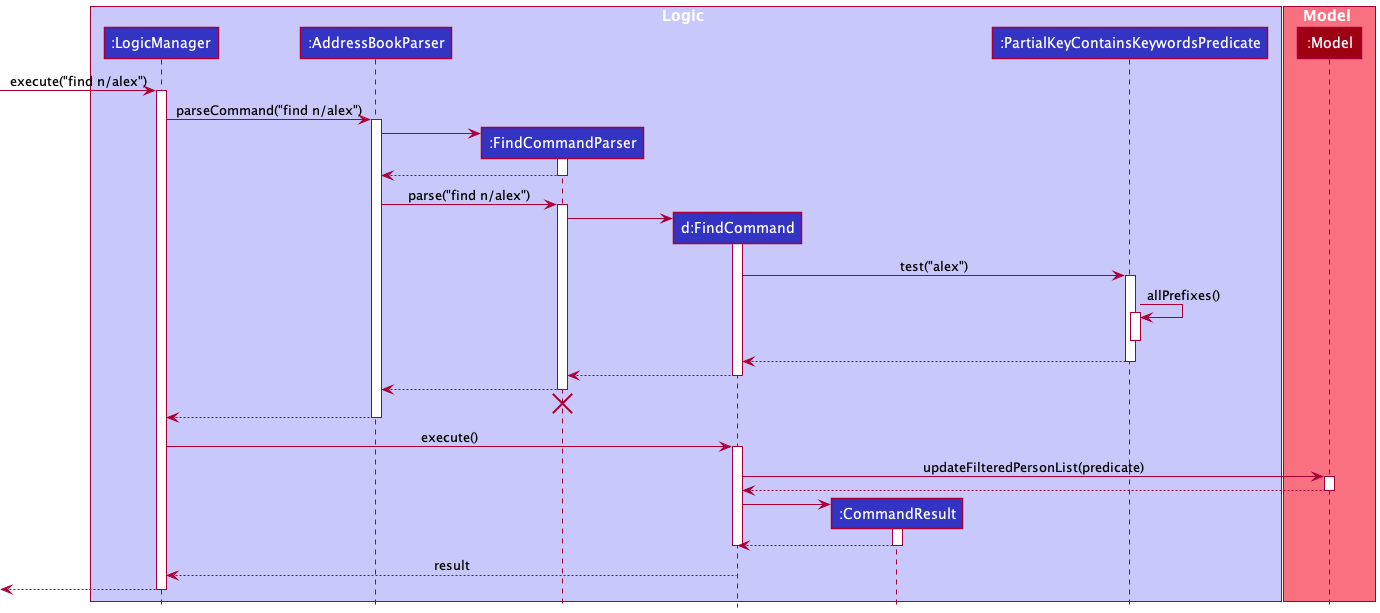 Logic
Model
:LogicManager
:AddressBookParser
:PartialKeyContainsKeywordsPredicate
:Model
execute("find n/alex")
parseCommand("find n/alex")
:FindCommandParser
parse("find n/alex")
d:FindCommand
test("alex")
allPrefixes()
execute()
updateFilteredPersonList(predicate)
:CommandResult
result